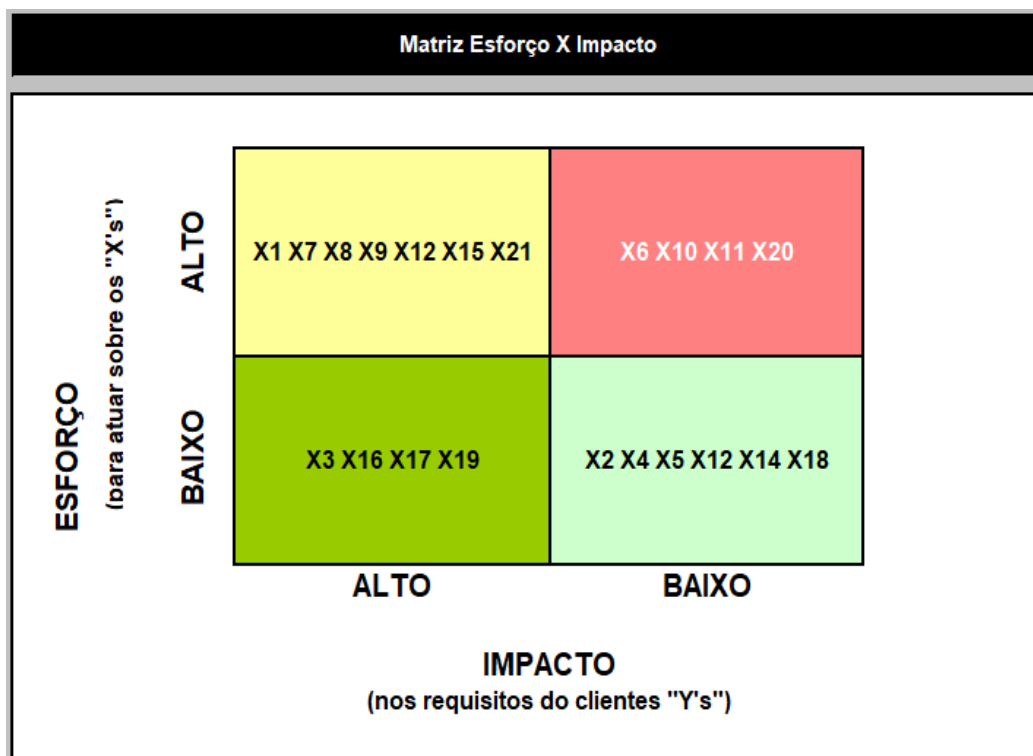 Matriz Esforço X Impacto
ESFORÇO
(para atuar sobre os "X's")
ALTO
X1 X7 X8 X9 X12 X15 X21
X6 X10 X11 X20
BAIXO
X3 X16 X17 X19
X2 X4 X5 X12 X14 X18
ALTO
BAIXO
IMPACTO
(nos requisitos do clientes "Y's")